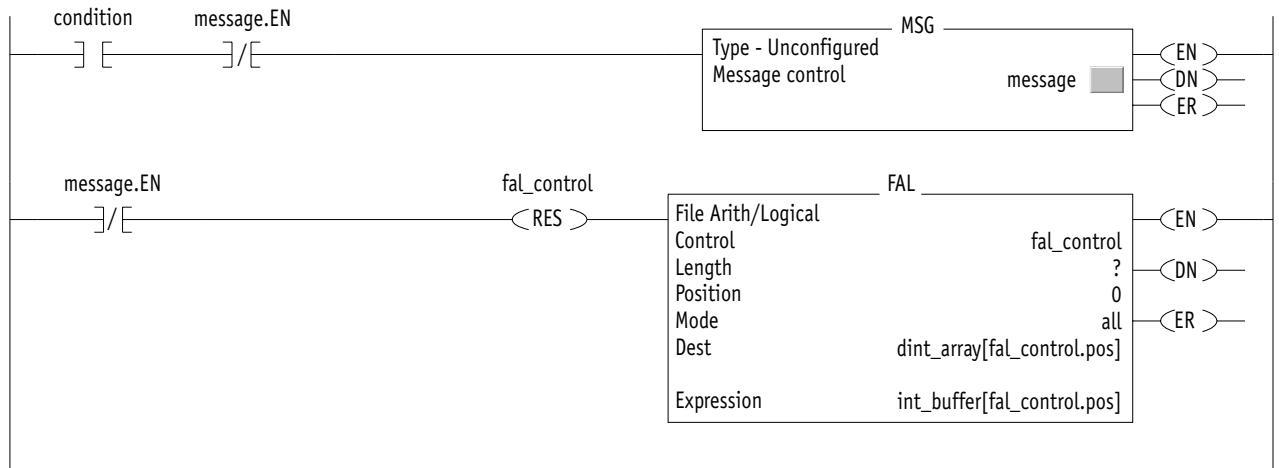 condition message.EN
MSG
Type - Unconfigured
EN
Message control message
DN
ER
message.EN fal_control
FAL
RES
File Arith/Logical
EN
Control fal_control
Length ?
DN
Position 0
Mode all
ER
Dest dint_array[fal_control.pos]
Expression int_buffer[fal_control.pos]